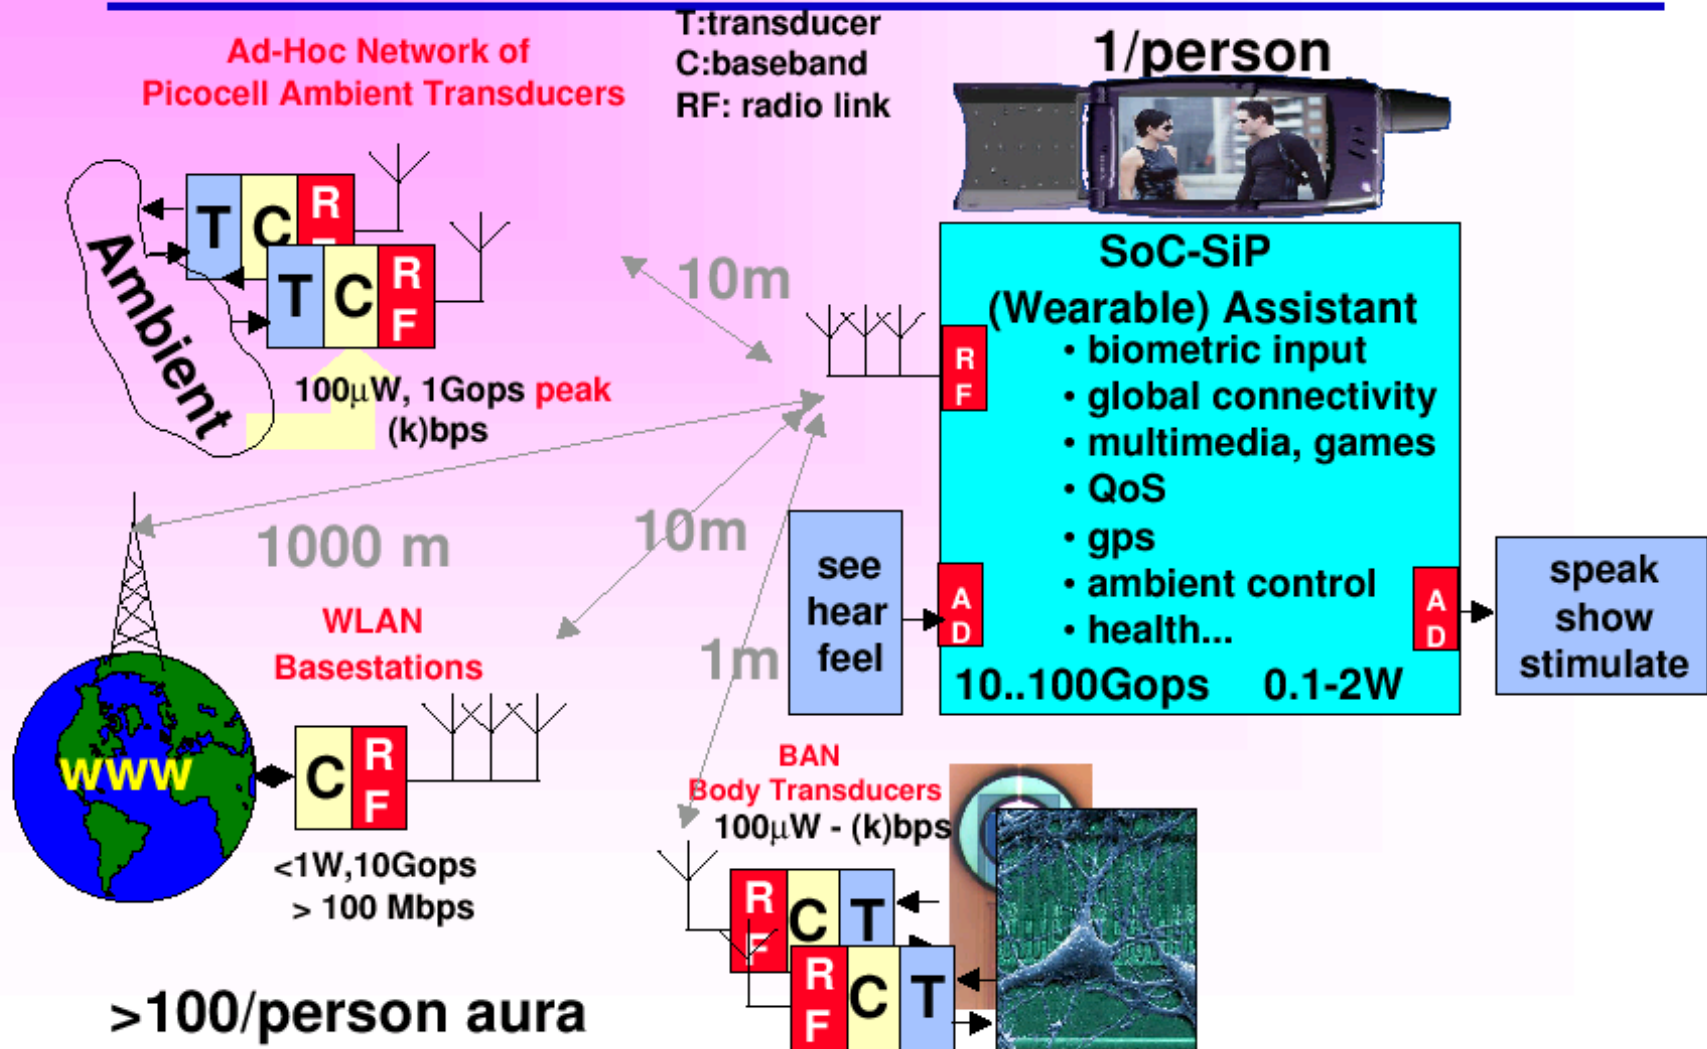 T:transducer
C:baseband
RF: radio link
Ad-Hoc Network of
Picocell Ambient Transducers
1/person
Ambient
T C R
T C R F
100µW, 1Gops peak
(k)bps
10m
1000 m
10m
1m
SoC-SiP
(Wearable) Assistant
• biometric input
• global connectivity
• multimedia, games
• QoS
• gps
• ambient control
• health...
10..100Gops 0.1-2W
R F
A D
A D
see
hear
feel
speak
show
stimulate
WLAN
Basestations
www
C R F
<1W,10Gops
> 100 Mbps
BAN
Body Transducers
100µW - (k)bps
R F C T
R F C T
>100/person aura